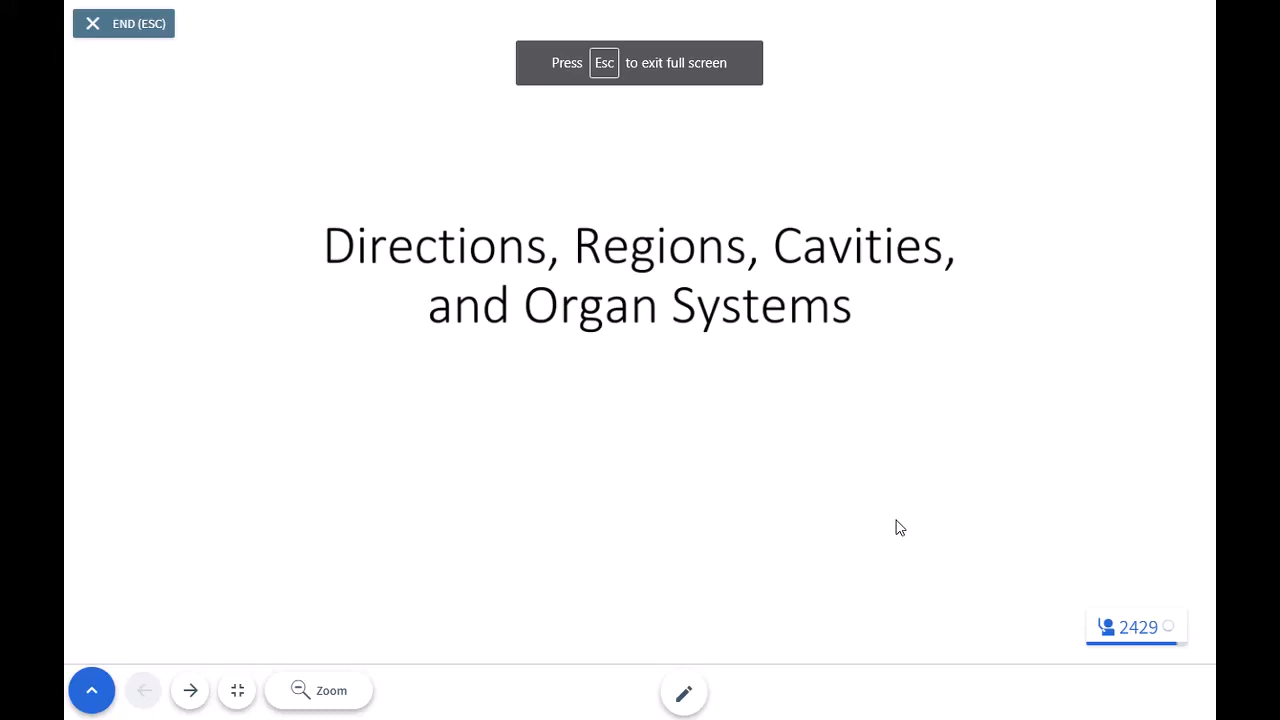 END (ESC)
Press Esc to exit full screen
Directions, Regions, Cavities,
and Organ Systems
2429
Zoom